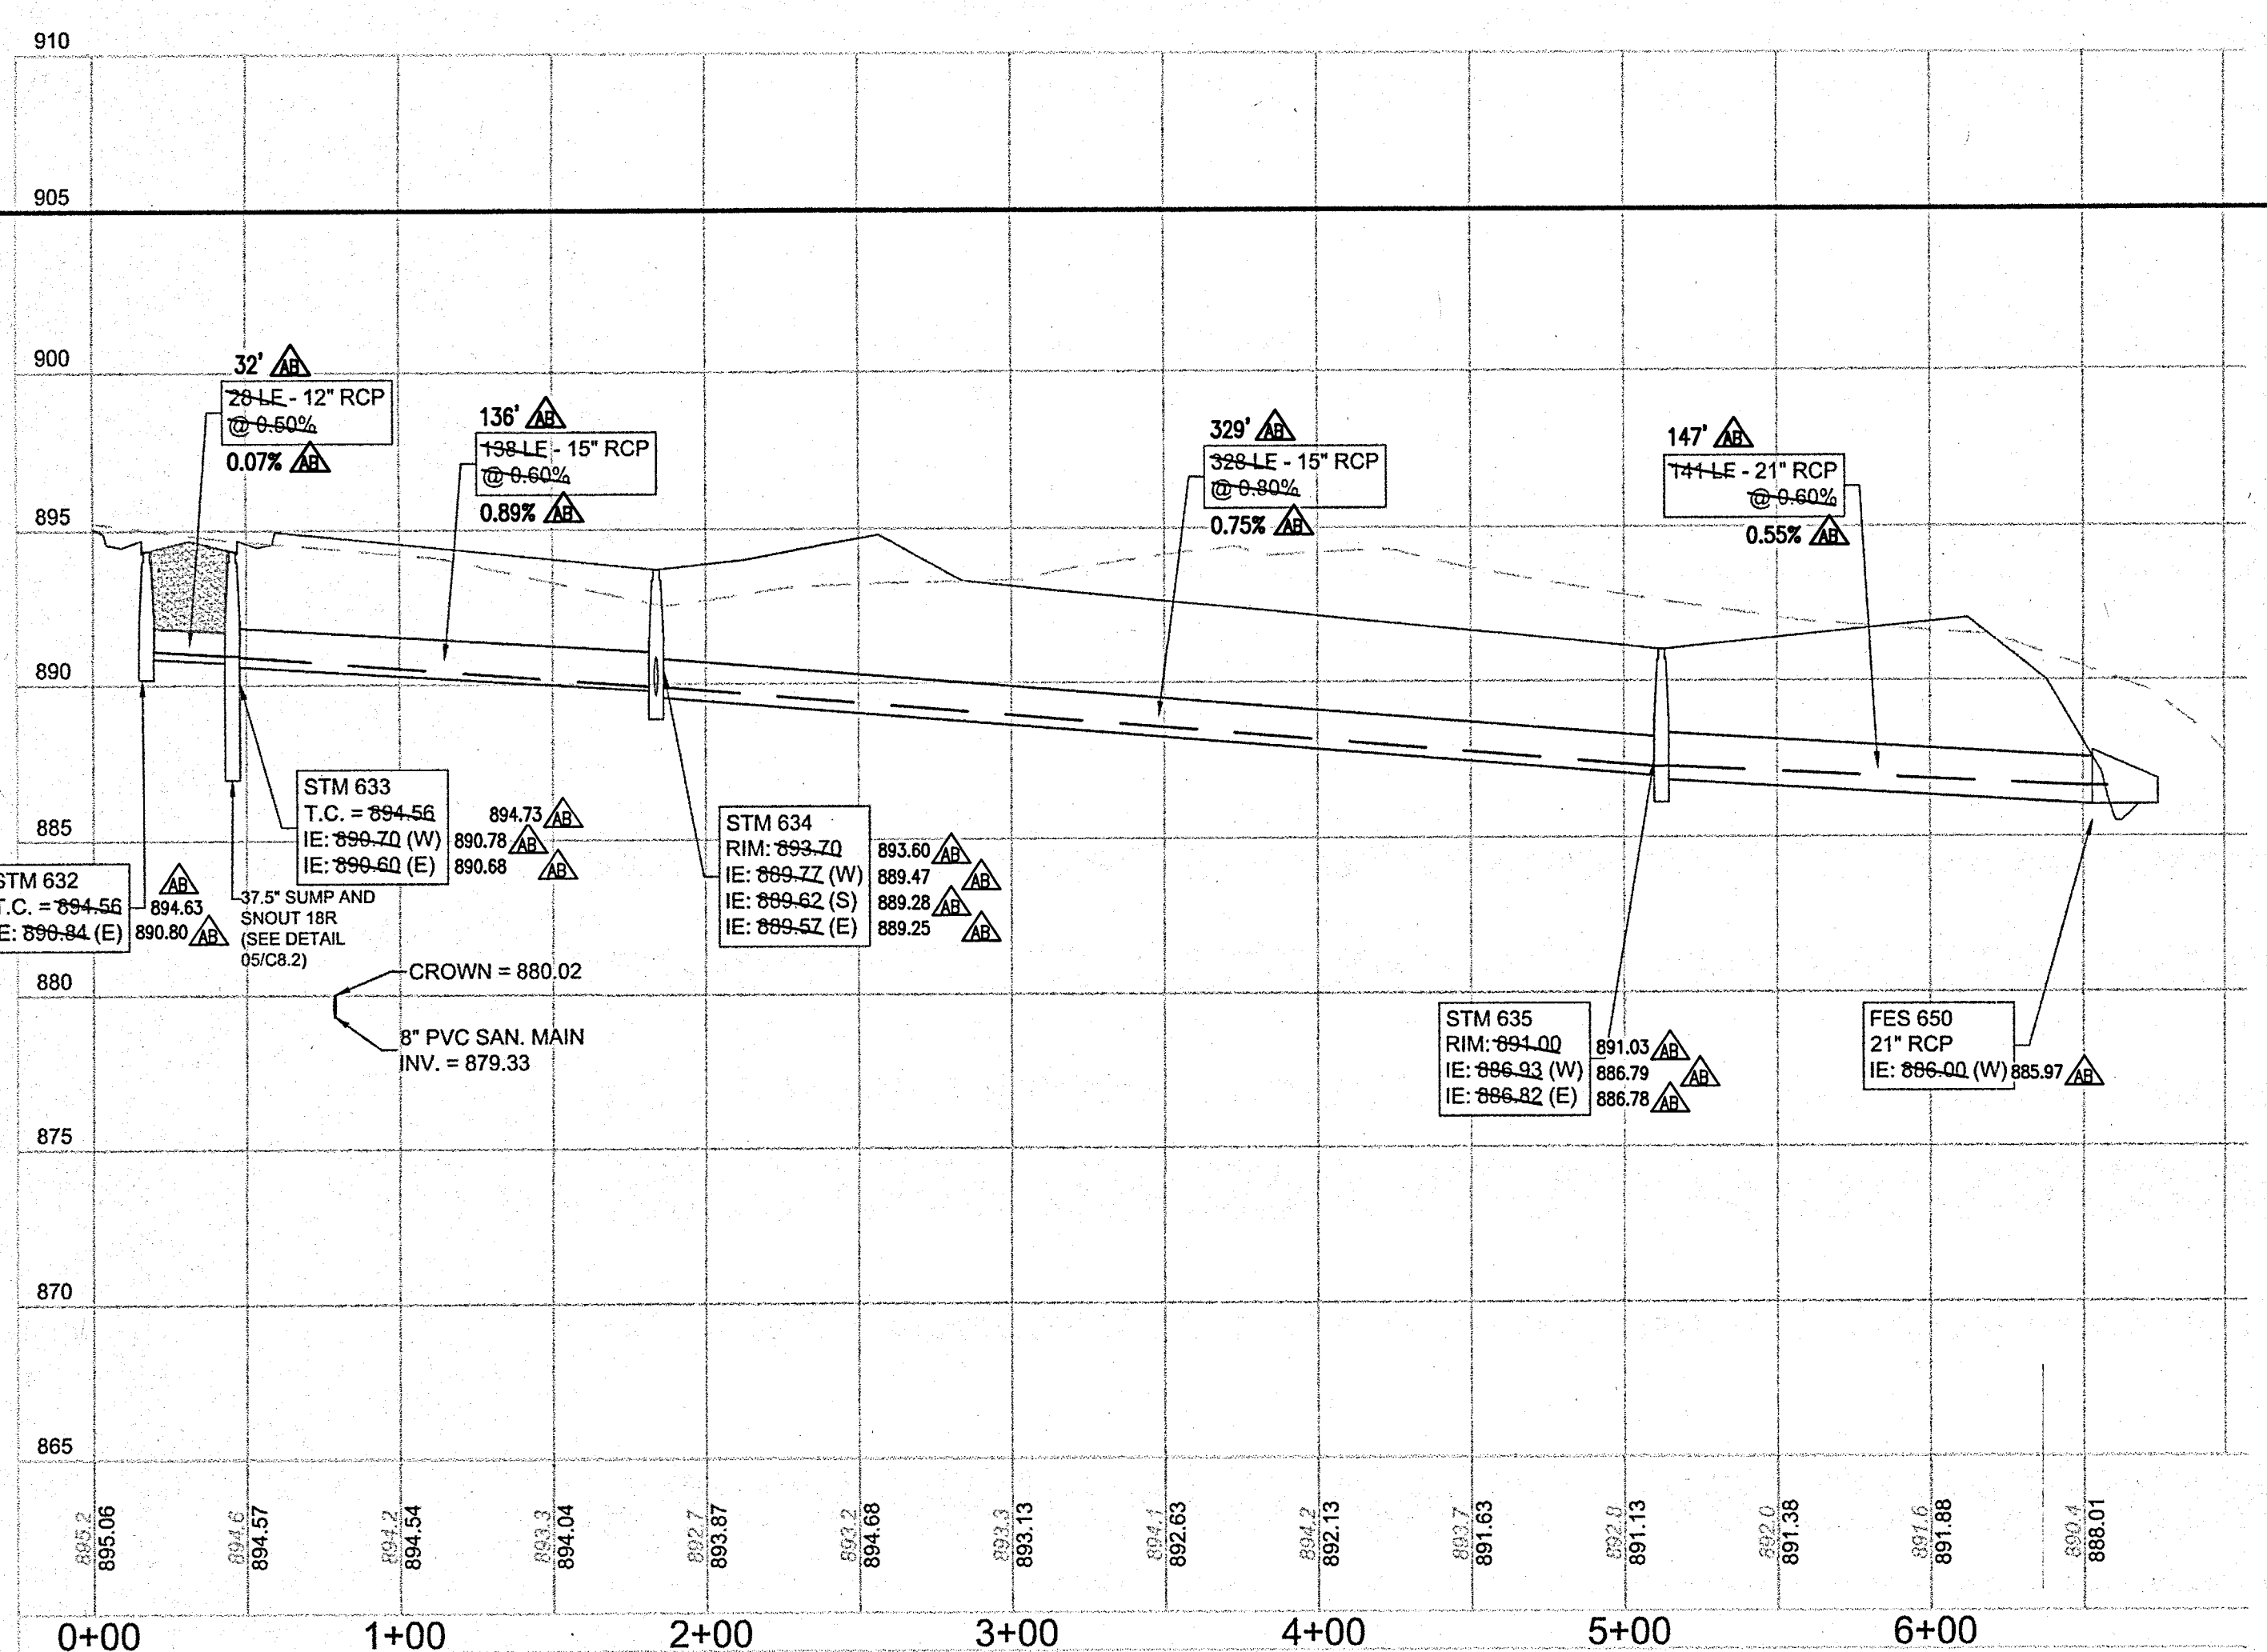 910
905
900
895
890
885
880
875
870
865
32' AB
28 LF - 12" RCP
@ 0.50%
0.07% AB
136' AB
138 LF - 15" RCP
@ 0.60%
0.89% AB
329' AB
328 LF - 15" RCP
@ 0.80%
0.75% AB
147' AB
141 LF - 21" RCP
@ 0.60%
0.55% AB
STM 632
T.C. = 894.56 894.63 AB
IE: 890.84 (E) 890.80 AB
STM 633
T.C. = 894.56 894.73 AB
IE: 890.70 (W) 890.78 AB
IE: 890.60 (E) 890.68 AB
37.5" SUMP AND
SNOUT 18R
(SEE DETAIL
05/C8.2)
CROWN = 880.02
8" PVC SAN. MAIN
INV. = 879.33
STM 634
RIM: 893.70 893.60 AB
IE: 889.77 (W) 889.47 AB
IE: 889.62 (S) 889.28 AB
IE: 889.57 (E) 889.25 AB
STM 635
RIM: 891.00 891.03 AB
IE: 886.93 (W) 886.79 AB
IE: 886.82 (E) 886.78 AB
FES 650
21" RCP
IE: 886.00 (W) 885.97 AB
895.2
895.06
894.6
894.57
894.2
894.54
893.3
894.04
892.7
893.87
893.2
894.68
893.3
893.13
894.1
892.63
894.2
892.13
893.7
891.63
892.8
891.13
892.0
891.38
891.6
891.88
890.4
888.01
0+00 1+00 2+00 3+00 4+00 5+00 6+00